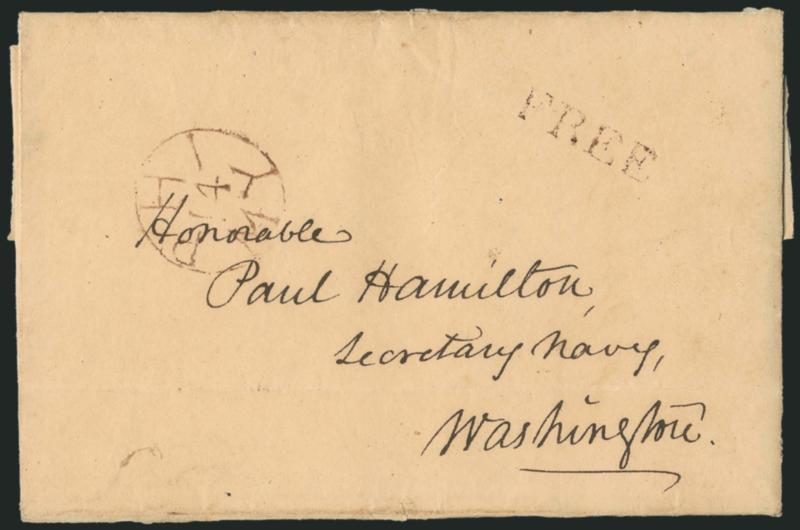 FREE
Honorable
Paul Hamilton,
Secretary Navy,
Washington.